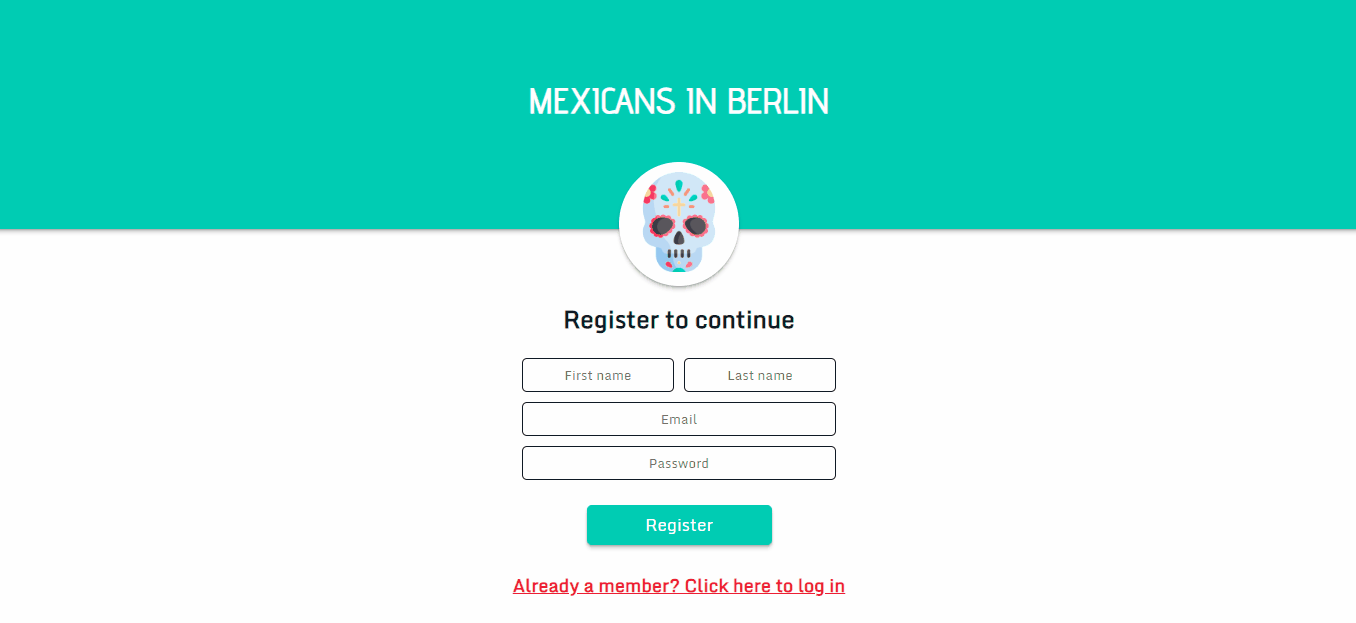 MEXICANS IN BERLIN
Register to continue
First name Last name
Email
Password
Register
Already a member? Click here to log in